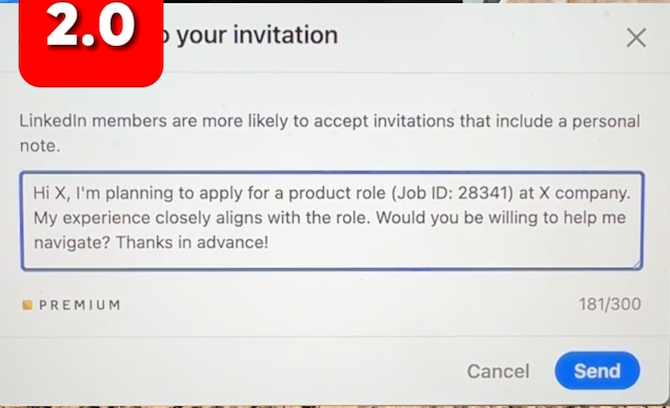 2.0
your invitation
LinkedIn members are more likely to accept invitations that include a personal
note.
Hi X, I'm planning to apply for a product role (Job ID: 28341) at X company.
My experience closely aligns with the role. Would you be willing to help me
navigate? Thanks in advance!
PREMIUM
181/300
Cancel
Send